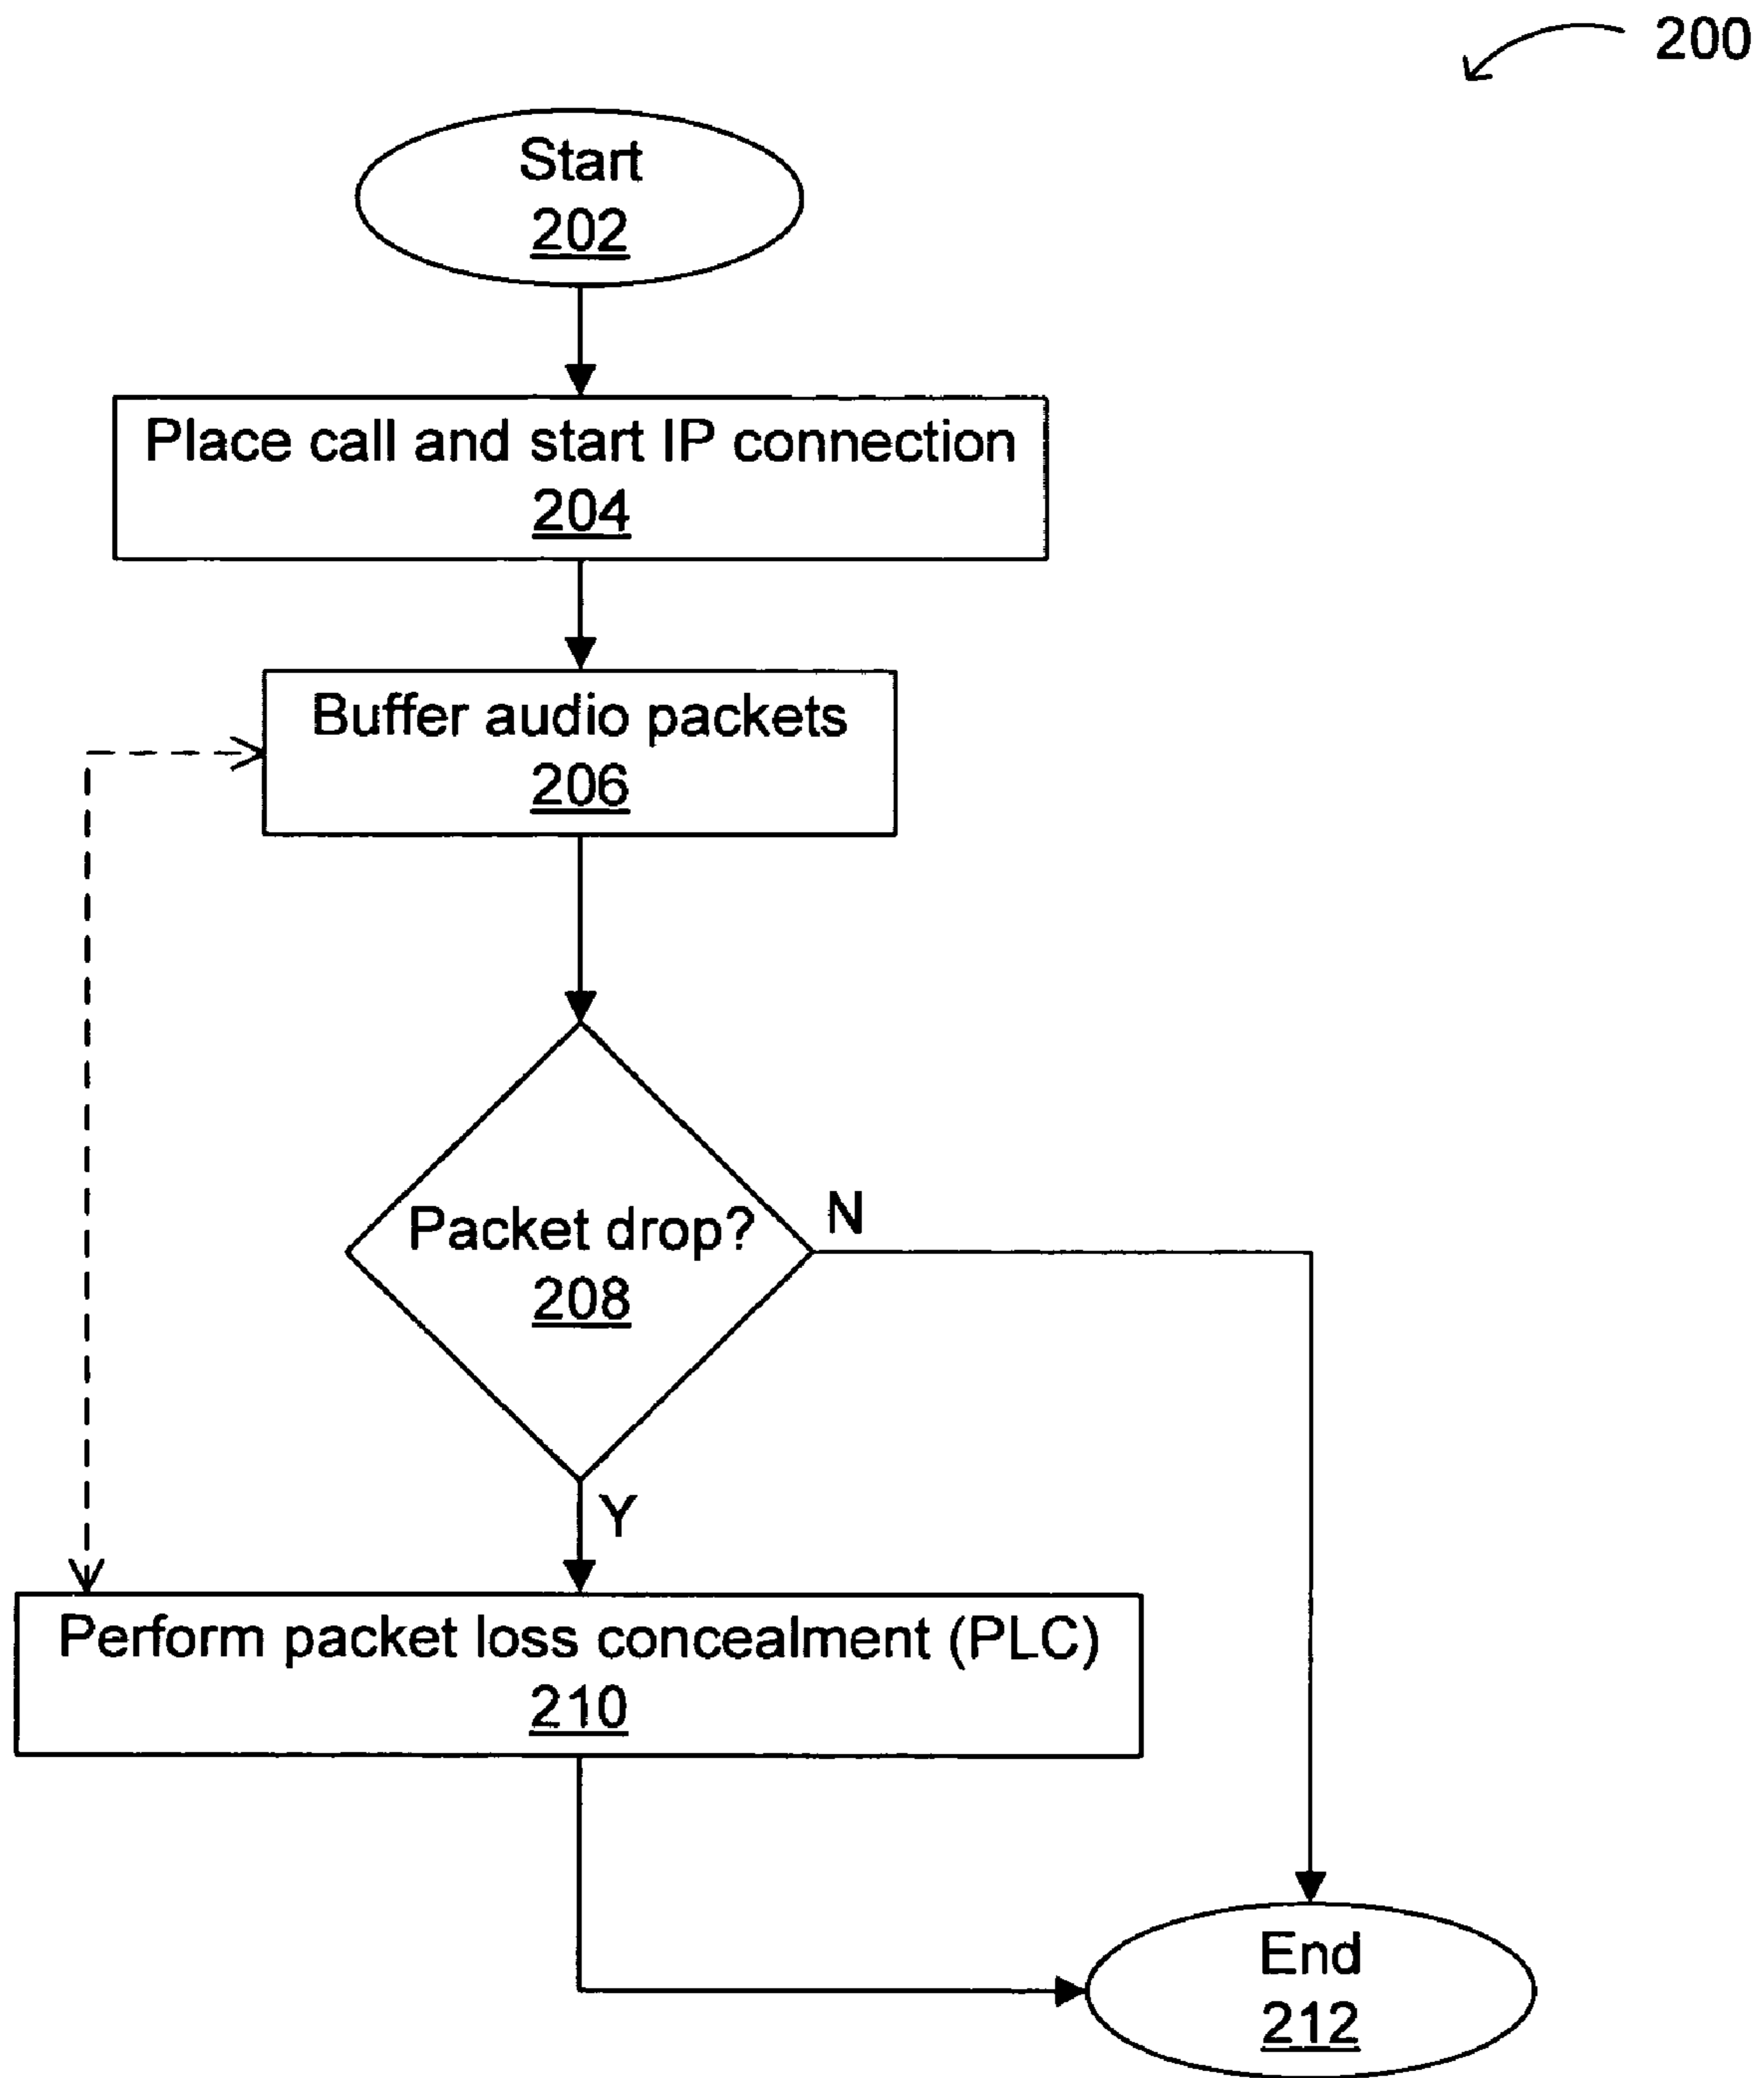 200
Start
202
Place call and start IP connection
204
Buffer audio packets
206
Packet drop?
208
N
Y
Perform packet loss concealment (PLC)
210
End
212